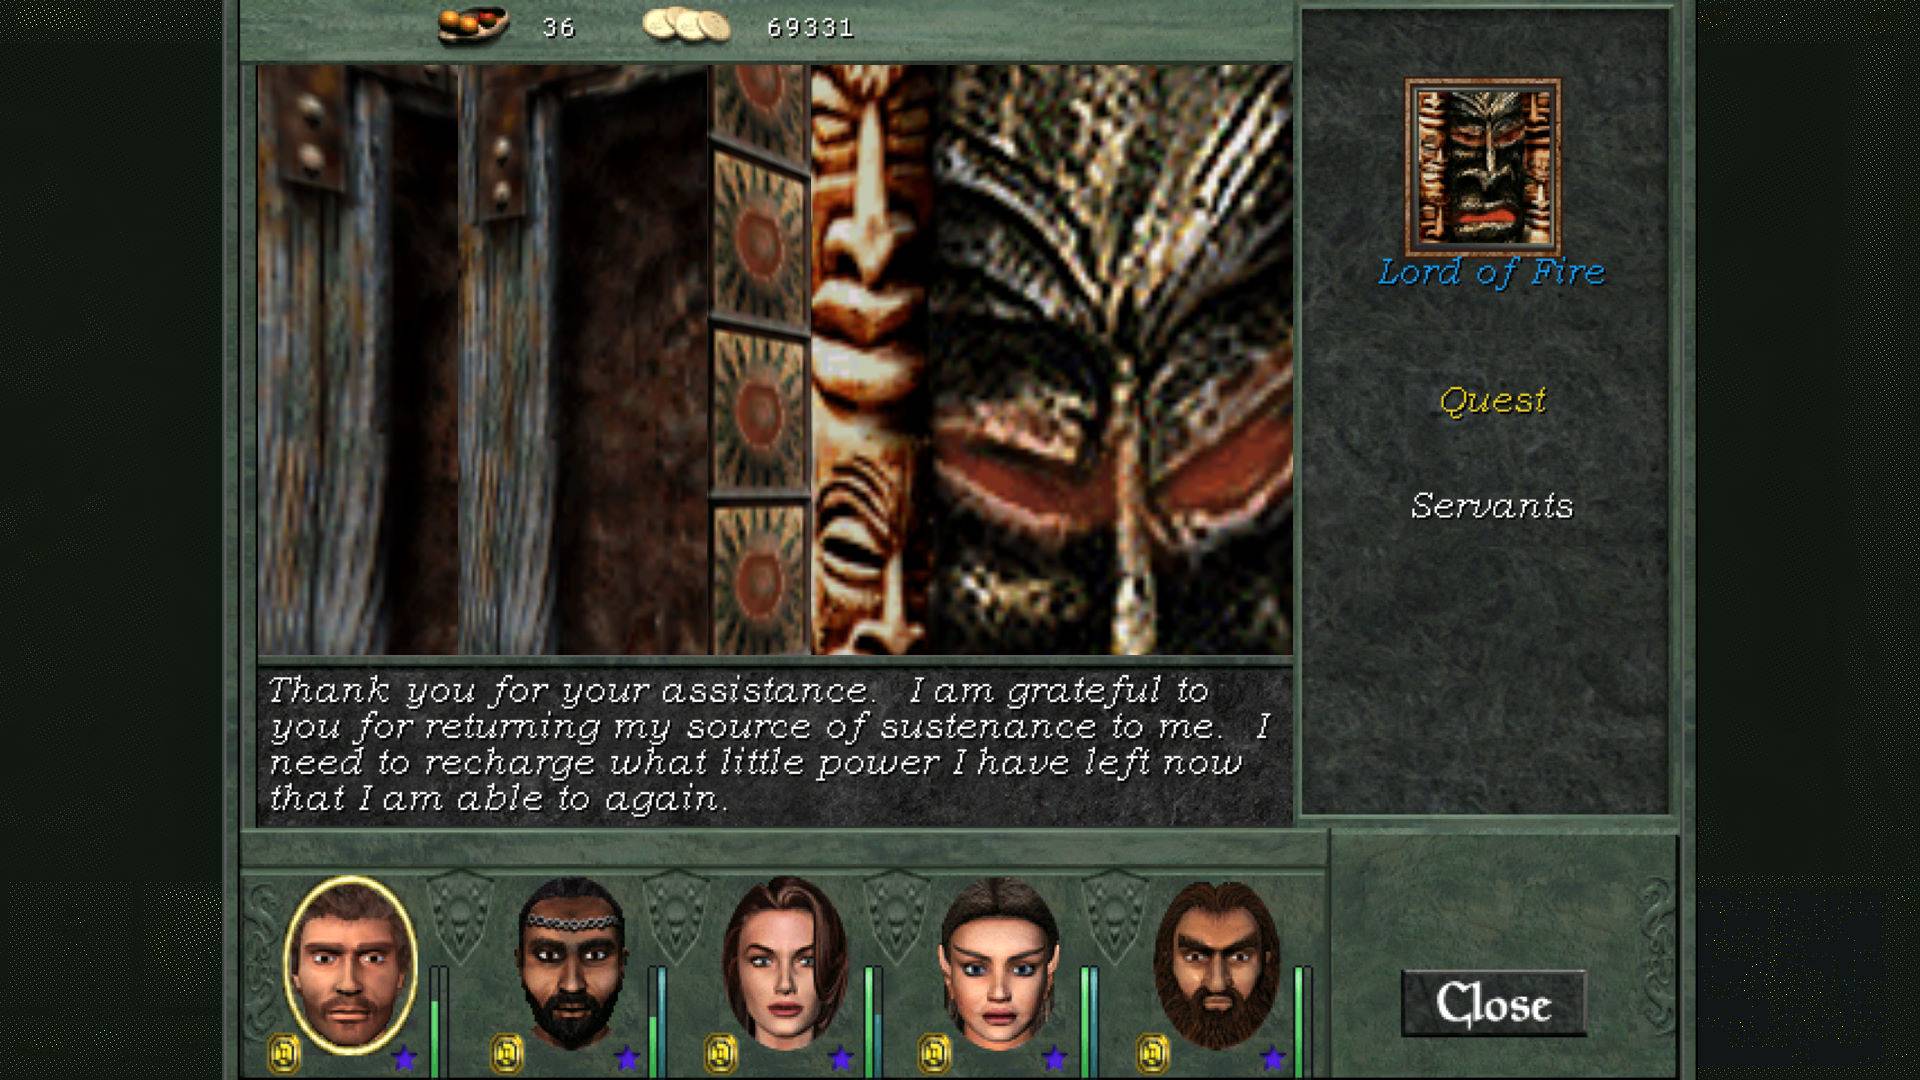 36 69331
Lord of Fire
Quest
Servants
Thank you for your assistance.  I am grateful to
you for returning my source of sustenance to me.  I
need to recharge what little power I have left now
that I am able to again.
Close